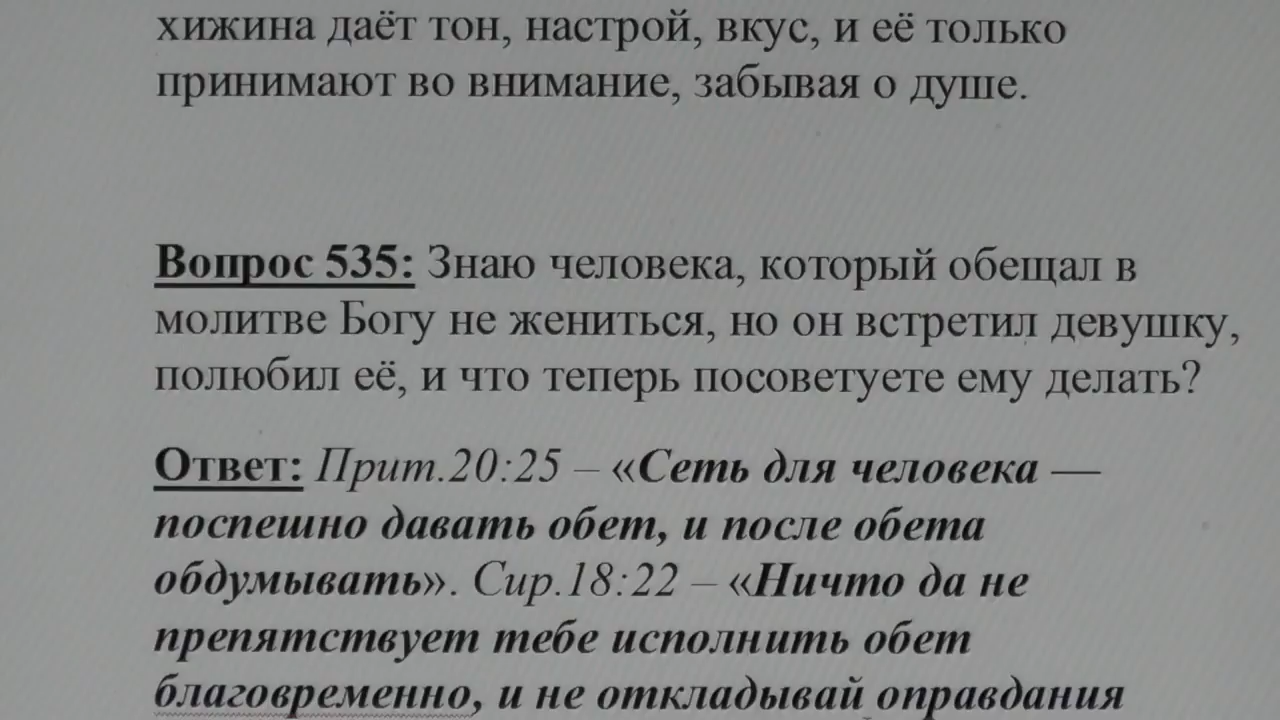 хижина даёт тон, настрой, вкус, и её только
принимают во внимание, забывая о душе.
Вопрос 535: Знаю человека, который обещал в
молитве Богу не жениться, но он встретил девушку,
полюбил её, и что теперь посоветуете ему делать?
Ответ: Прит.20:25 – «Сеть для человека —
поспешно давать обет, и после обета
обдумывать». Сир.18:22 – «Ничто да не
препятствует тебе исполнить обет
благовременно, и не откладывай оправдания